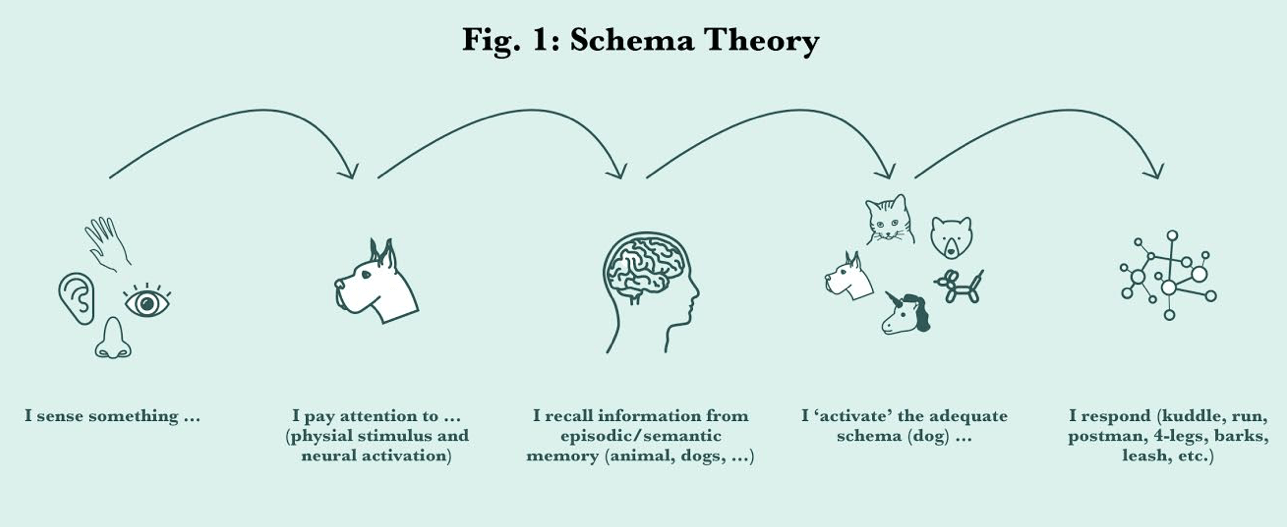 Fig. 1: Schema Theory
I sense something ...
I pay attention to ...
(physial stimulus and
neural activation)
I recall information from
episodic/semantic
memory (animal, dogs, ...)
I ‘activate’ the adequate
schema (dog) ...
I respond (kuddle, run,
postman, 4-legs, barks,
leash, etc.)